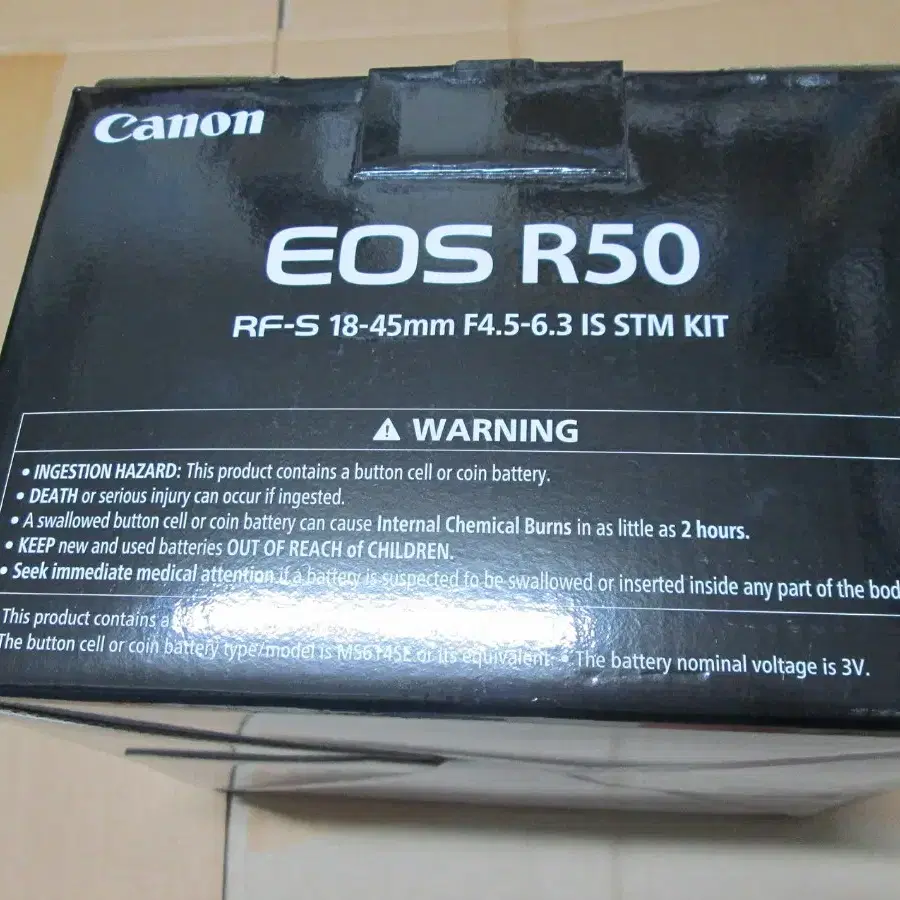 Canon
EOS R50
RF-S 18-45mm F4.5-6.3 IS STM KIT
⚠ WARNING
• INGESTION HAZARD: This product contains a button cell or coin battery.
• DEATH or serious injury can occur if ingested.
• A swallowed button cell or coin battery can cause Internal Chemical Burns in as little as 2 hours.
• KEEP new and used batteries OUT OF REACH of CHILDREN.
• Seek immediate medical attention if a battery is suspected to be swallowed or inserted inside any part of the bod
This product contains a
The button cell or coin battery type/model is MS614SE or its equivalent. • The battery nominal voltage is 3V.